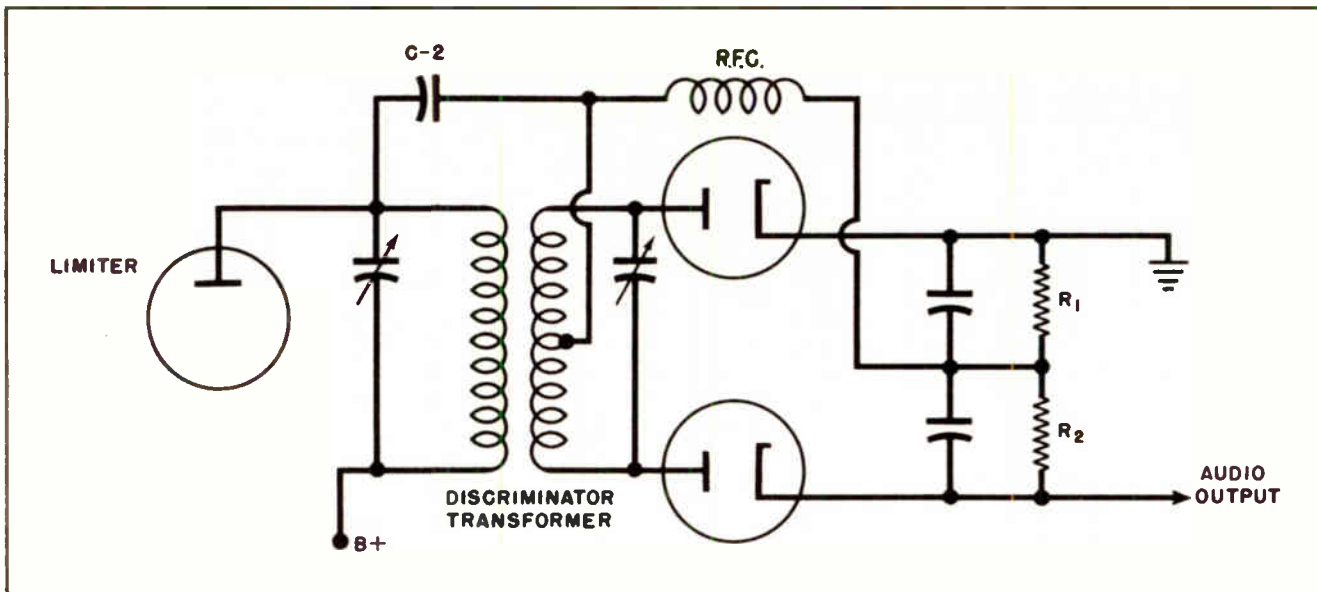 C-2
R.F.C.
LIMITER
R1
R2
DISCRIMINATOR
TRANSFORMER
AUDIO
OUTPUT
B+